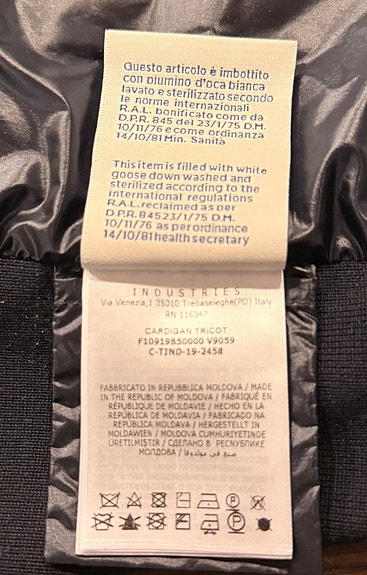 Questo articolo è imbottito
con piumino d'oca bianca
lavato e sterilizzato secondo
le norme internazionali
R.A.L. bonificato come da
D.P.R. 845 del 23/1/75 D.M.
10/11/76 e come ordinanza
14/10/81 Min. Sanità
This item is filled with white
goose down washed and
sterilized according to the
international regulations
R.A.L. reclaimed as per
D.P.R. 84523/1/75 D.M.
10/11/76 as per ordinance
14/10/81 health secretary
INDUSTRIES
Via Venezia,1 35010 Trebaseleghe(PD) Italy
RN 116347
CARDIGAN TRICOT
F1D919B50000 V9059
C-TIND-19-2458
FABBRICATO IN REPUBBLICA MOLDOVA / MADE
IN THE REPUBLIC OF MOLDOVA / FABRIQUÉ EN
RÉPUBLIQUE DE MOLDAVIE / HECHO EN LA
REPÚBLICA DE MOLDAVIA / FABRICADO NA
REPÚBLICA MOLDAVA / HERGESTELLT IN
MOLDAWIEN / MOLDOVA CUMHURIYETINDE
ÜRETILMIŞTIR / СДЕЛАНО В РЕСПУБЛИКЕ
МОЛДОВА / صنع في مولدوفا